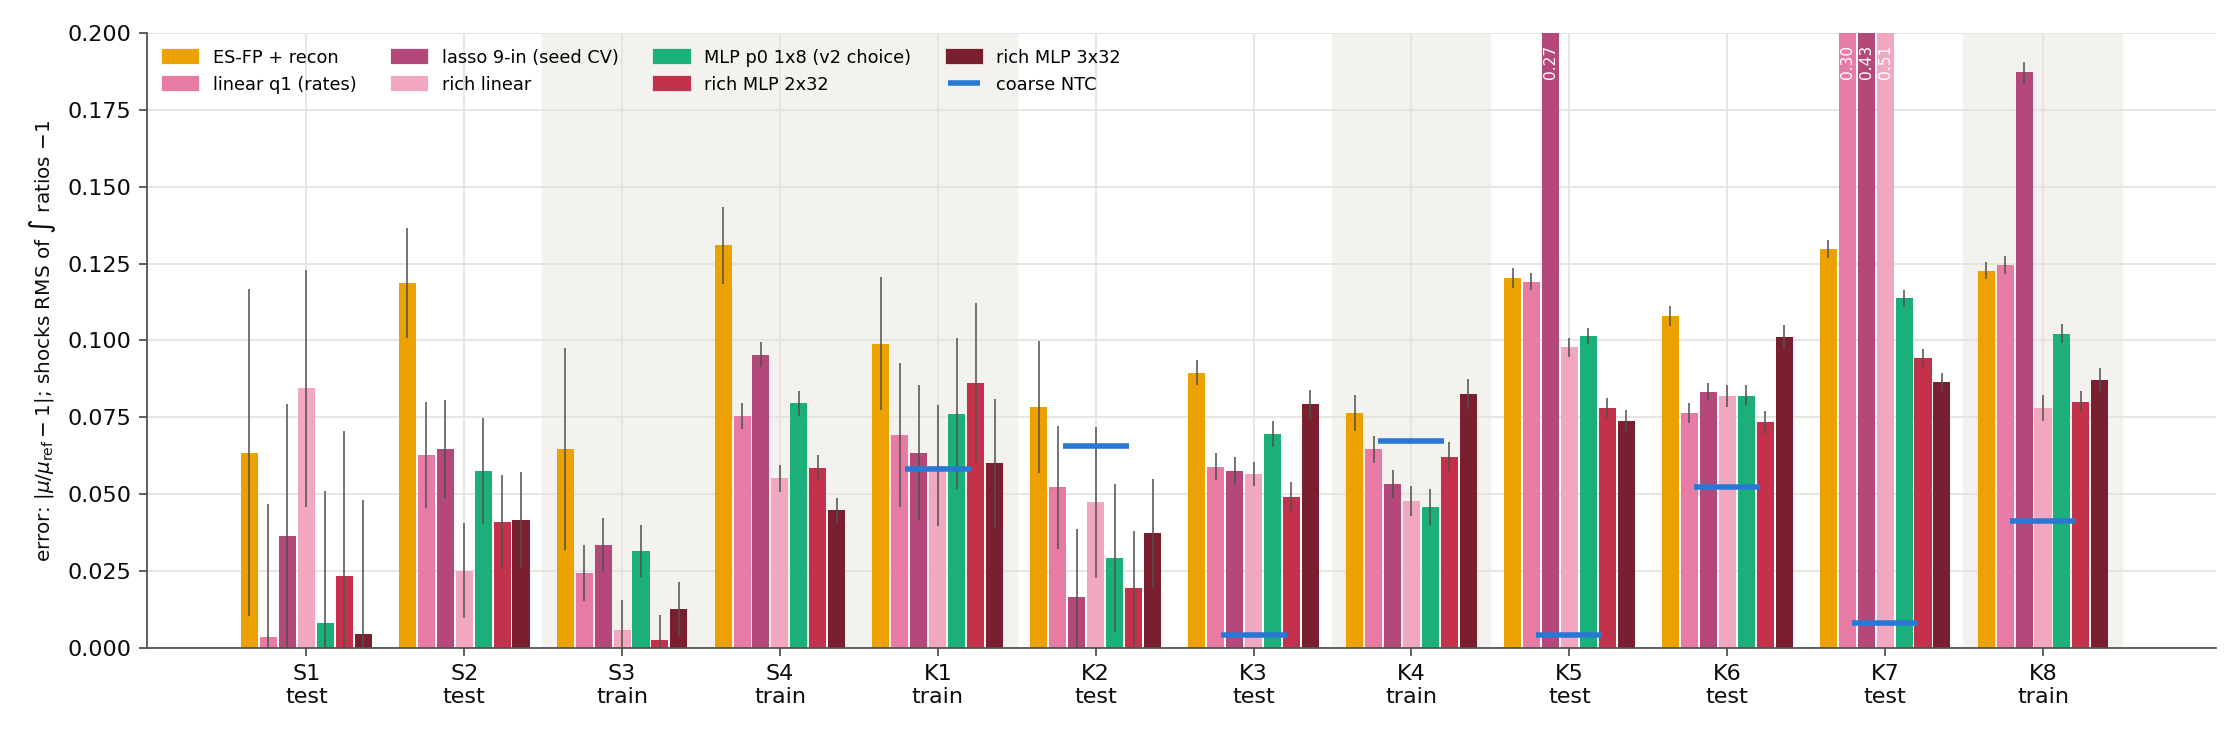 0.200
0.175
0.150
0.125
0.100
0.075
0.050
0.025
0.000
error: |μ/μref − 1|; shocks RMS of ∫ ratios −1
ES-FP + recon
linear q1 (rates)
lasso 9-in (seed CV)
rich linear
MLP p0 1x8 (v2 choice)
rich MLP 2x32
rich MLP 3x32
coarse NTC
0.27
0.30
0.43
0.51
S1
test
S2
test
S3
train
S4
train
K1
train
K2
test
K3
test
K4
train
K5
test
K6
test
K7
test
K8
train